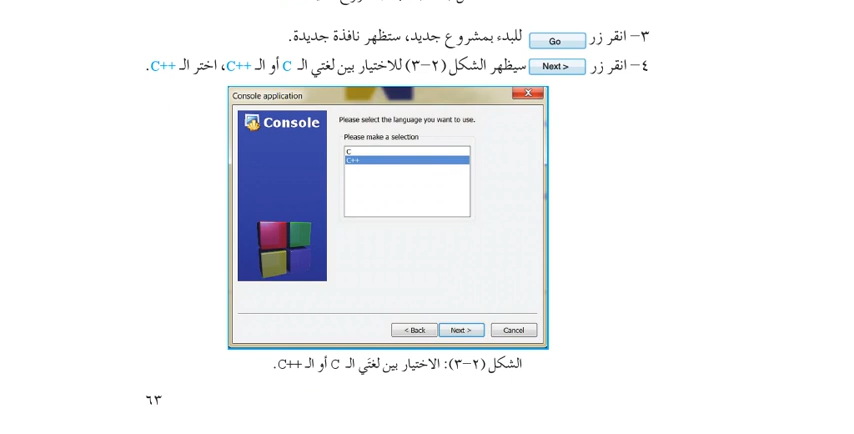 ٣- انقر زر Go للبدء بمشروع جديد، ستظهر نافذة جديدة.
٤- انقر زر Next > سيظهر الشكل (٢-٣) للاختيار بين لغتي الـ C أو الـ C++، اختر الـ C++.
Console application
Console
Please select the language you want to use.
Please make a selection
C
C++
< Back
Next >
Cancel
الشكل (٢-٣): الاختيار بين لغتَي الـ C أو الـ C++.
٦٣